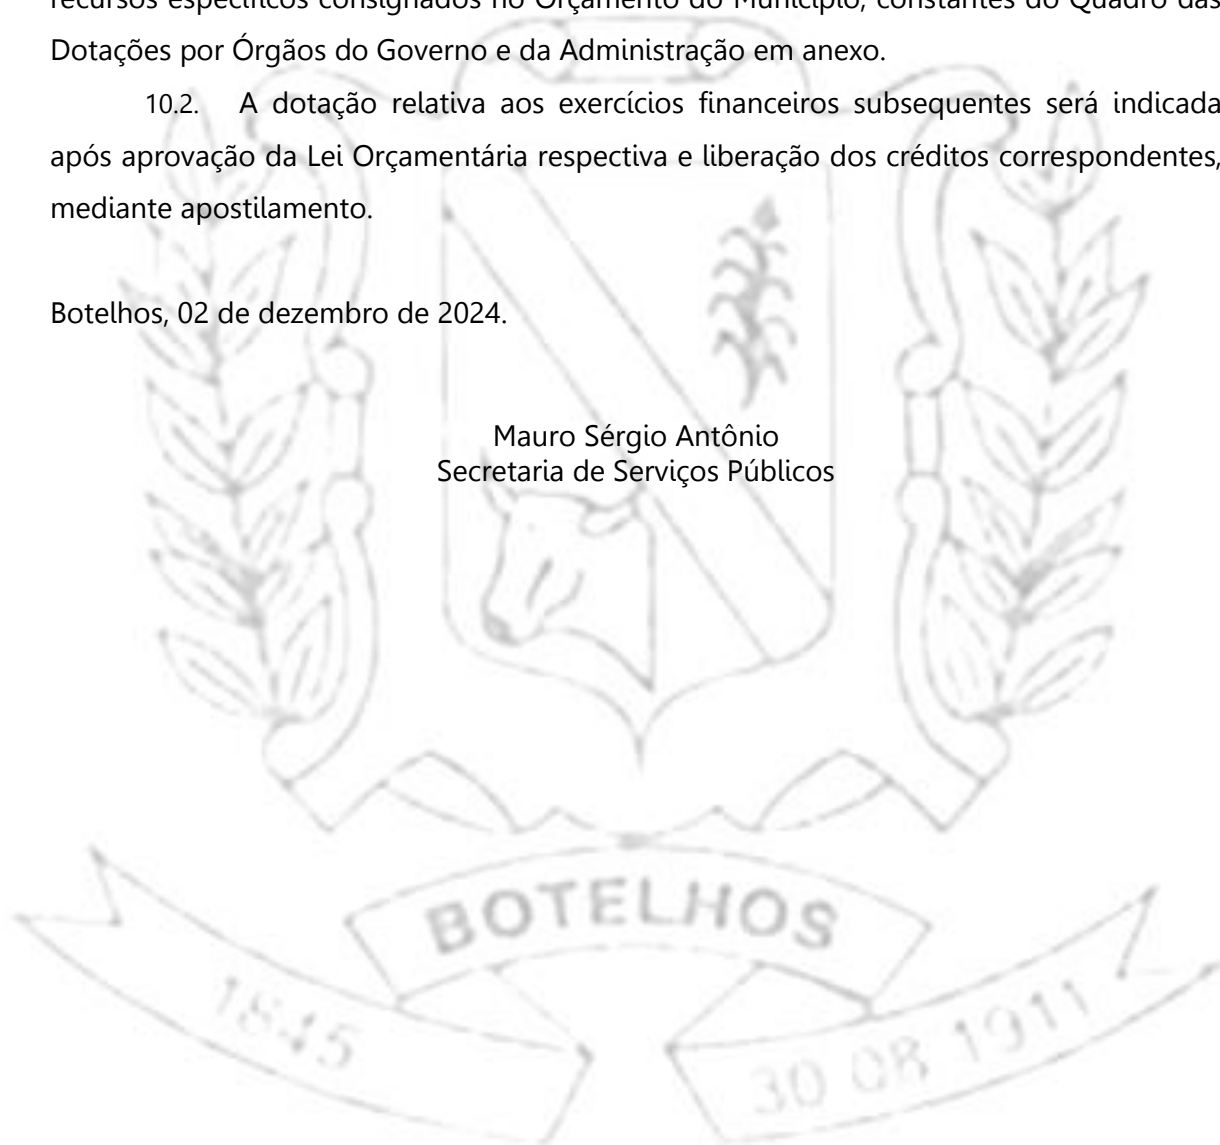 recursos específicos consignados no Orçamento do Município, constantes do Quadro das
Dotações por Órgãos do Governo e da Administração em anexo.
10.2. A dotação relativa aos exercícios financeiros subsequentes será indicada
após aprovação da Lei Orçamentária respectiva e liberação dos créditos correspondentes,
mediante apostilamento.
Botelhos, 02 de dezembro de 2024.
Mauro Sérgio Antônio
Secretaria de Serviços Públicos
BOTELHOS
1845
30 08 1911